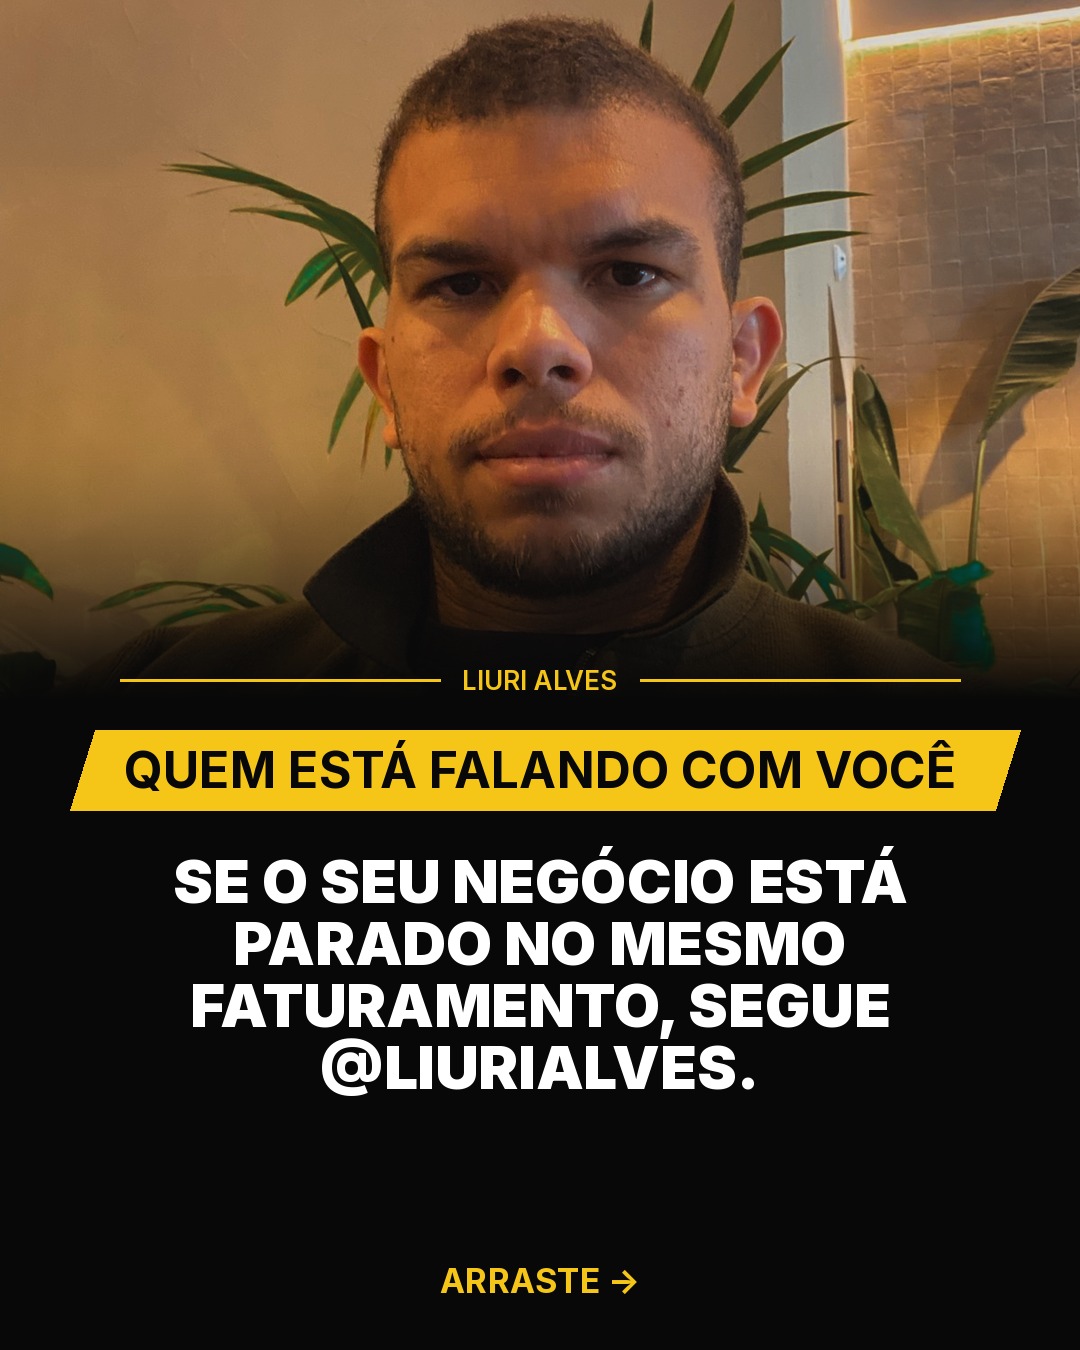 LIURI ALVES
QUEM ESTÁ FALANDO COM VOCÊ
SE O SEU NEGÓCIO ESTÁ
PARADO NO MESMO
FATURAMENTO, SEGUE
@LIURIALVES.
ARRASTE →